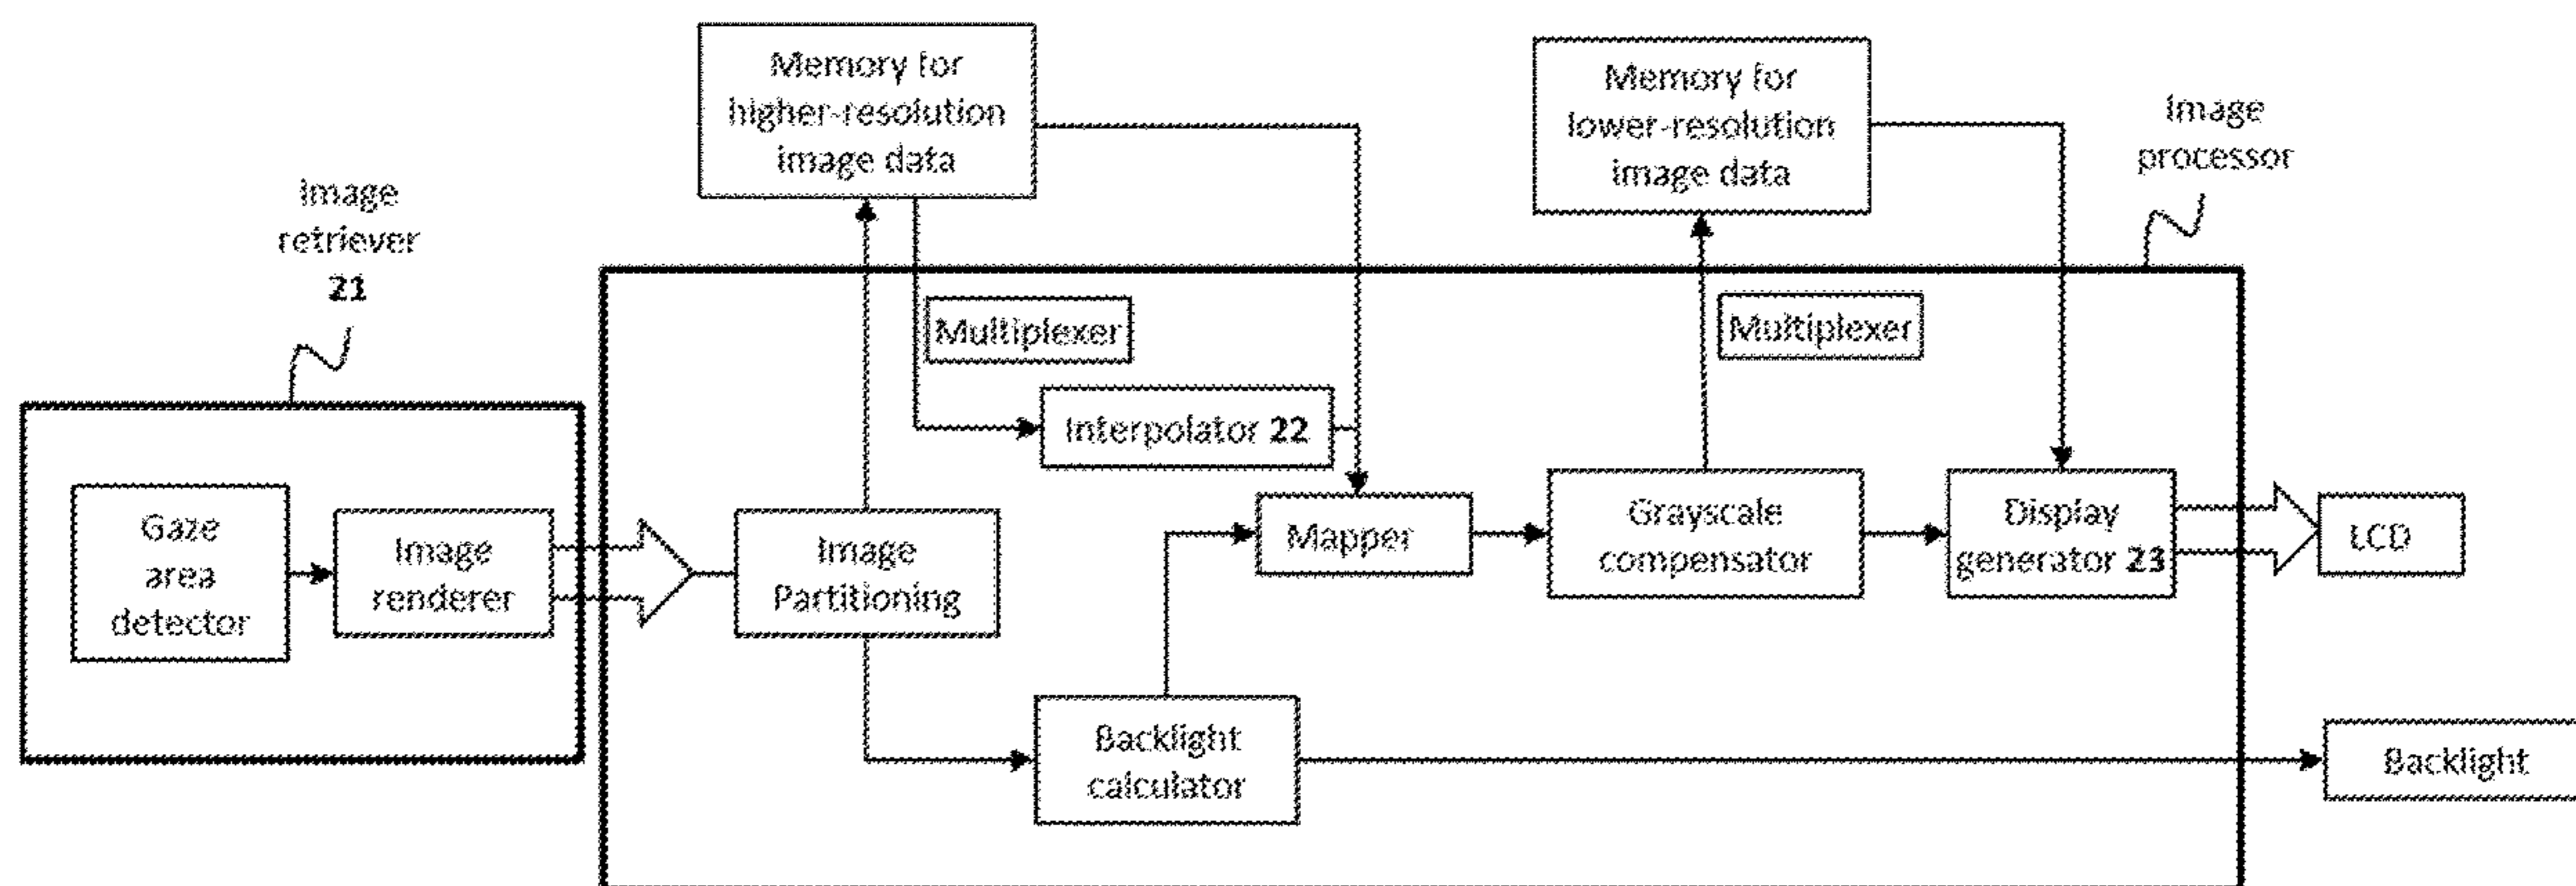 Memory for
higher-resolution
image data
Memory for
lower-resolution
image data
Image
processor
Image
retriever
21
Multiplexer
Multiplexer
Interpolator 22
Gaze
area
detector
Image
renderer
Image
Partitioning
Mapper
Grayscale
compensator
Display
generator 23
LCD
Backlight
calculator
Backlight